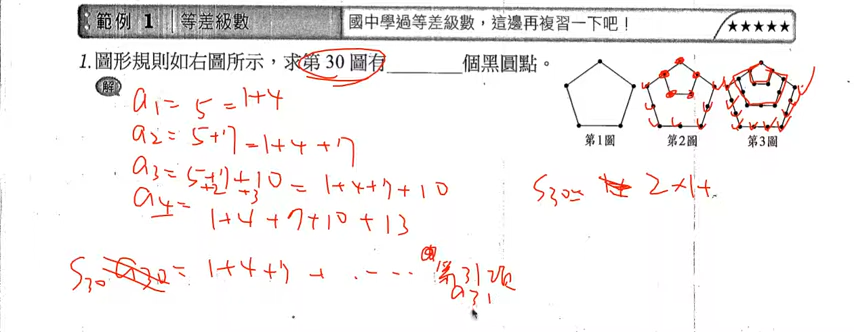 範例 1 等差級數 國中學過等差級數，這邊再複習一下吧！ ★★★★★
1. 圖形規則如右圖所示，求第 30 圖有______個黑圓點。
解
a1 = 5 = 1+4
a2 = 5+7 = 1+4+7
a3 = 5+7+10 = 1+4+7+10
+2 +3
a4 = 1+4+7+10+13
S30 a30 = 1+4+7+ ..---- 第31項
a31
第1圖 第2圖 第3圖
S30 = 2×1+